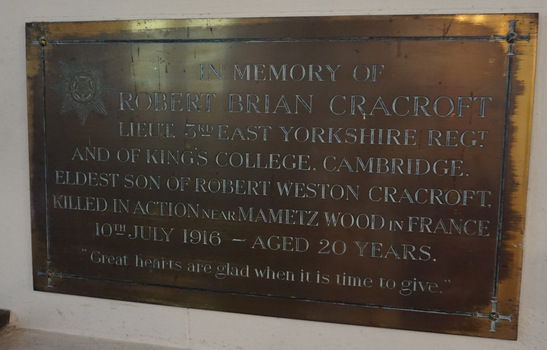 IN MEMORY OF
ROBERT BRIAN CRACROFT
LIEUT. 3RD EAST YORKSHIRE REGT.
AND OF KING'S COLLEGE, CAMBRIDGE.
ELDEST SON OF ROBERT WESTON CRACROFT.
KILLED IN ACTION NEAR MAMETZ WOOD IN FRANCE
10TH JULY 1916 — AGED 20 YEARS.
"Great hearts are glad when it is time to give."